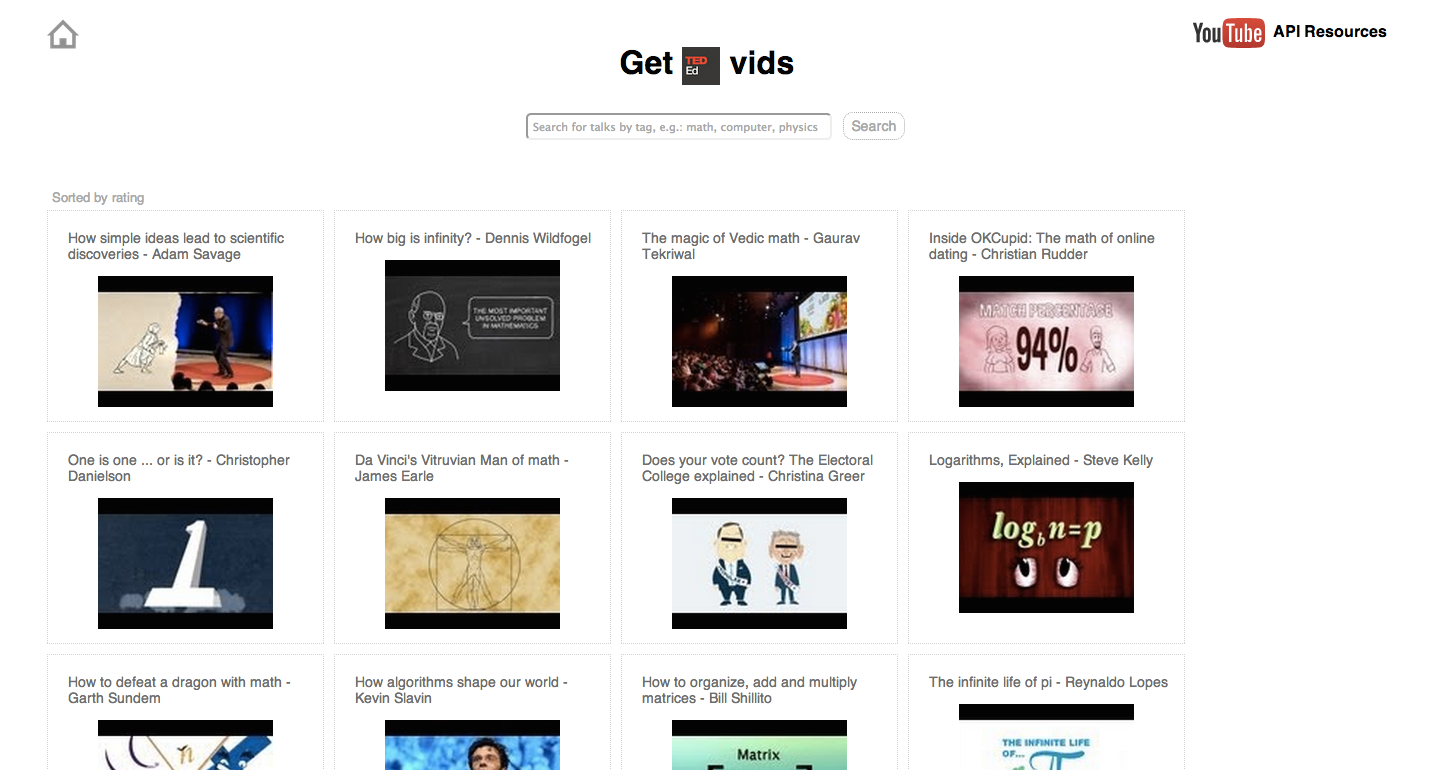 YouTube API Resources
Get TED Ed vids
Search for talks by tag, e.g.: math, computer, physics
Search
Sorted by rating
How simple ideas lead to scientific
discoveries - Adam Savage
How big is infinity? - Dennis Wildfogel
THE MOST IMPORTANT
UNSOLVED PROBLEM
IN MATHEMATICS
The magic of Vedic math - Gaurav
Tekriwal
Inside OKCupid: The math of online
dating - Christian Rudder
MATCH PERCENTAGE
94%
One is one ... or is it? - Christopher
Danielson
1
Da Vinci's Vitruvian Man of math -
James Earle
Does your vote count? The Electoral
College explained - Christina Greer
Logarithms, Explained - Steve Kelly
log_b n=p
How to defeat a dragon with math -
Garth Sundem
n
How algorithms shape our world -
Kevin Slavin
How to organize, add and multiply
matrices - Bill Shillito
Matrix
The infinite life of pi - Reynaldo Lopes
THE INFINITE LIFE
OF...